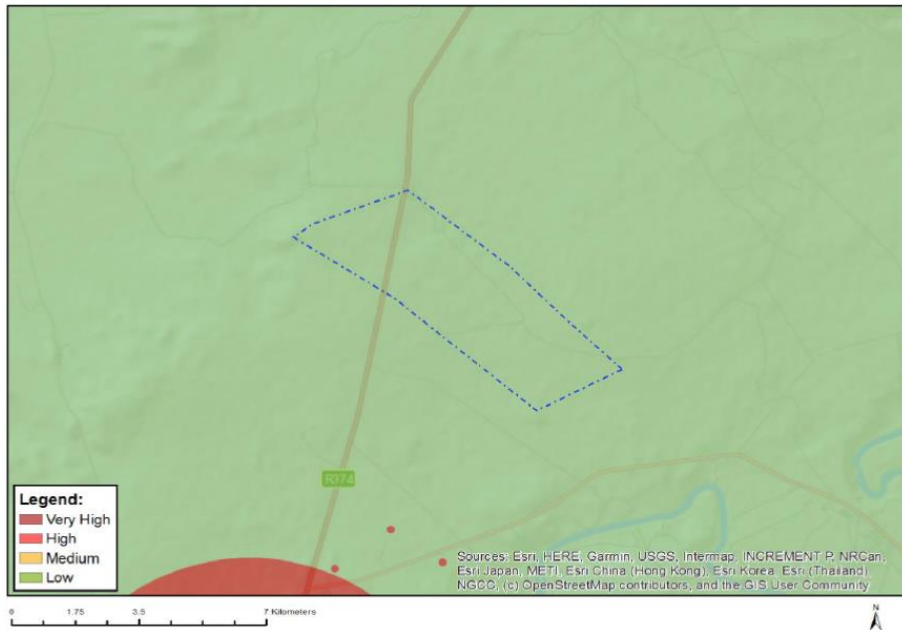 R374
Legend:
Very High
High
Medium
Low
Sources: Esri, HERE, Garmin, USGS, Intermap, INCREMENT P, NRCan,
Esri Japan, METI, Esri China (Hong Kong), Esri Korea, Esri (Thailand),
NGCC, (c) OpenStreetMap contributors, and the GIS User Community
0 1.75 3.5 7 Kilometers
N